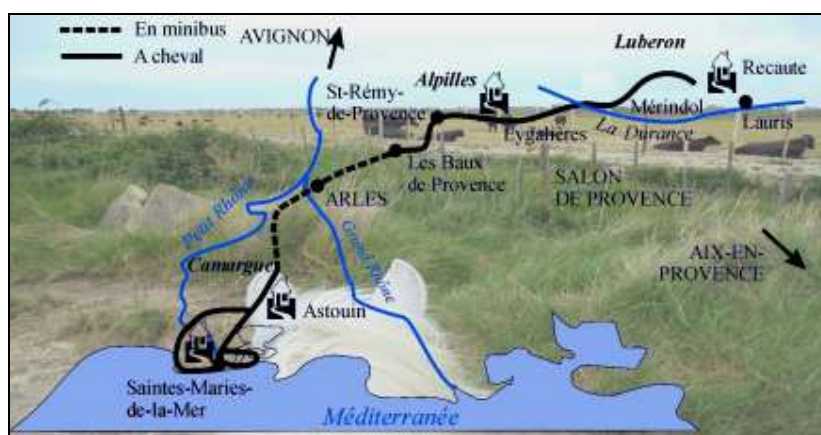 En minibus
A cheval
AVIGNON
Luberon
Recaute
Alpilles
St-Rémy-
de-Provence
Mérindol
Lauris
Eygalières
La Durance
Les Baux
de Provence
SALON
DE PROVENCE
ARLES
Petit Rhône
Grand Rhône
AIX-EN-
PROVENCE
Camargue
Astouin
Saintes-Maries-
de-la-Mer
Méditerranée